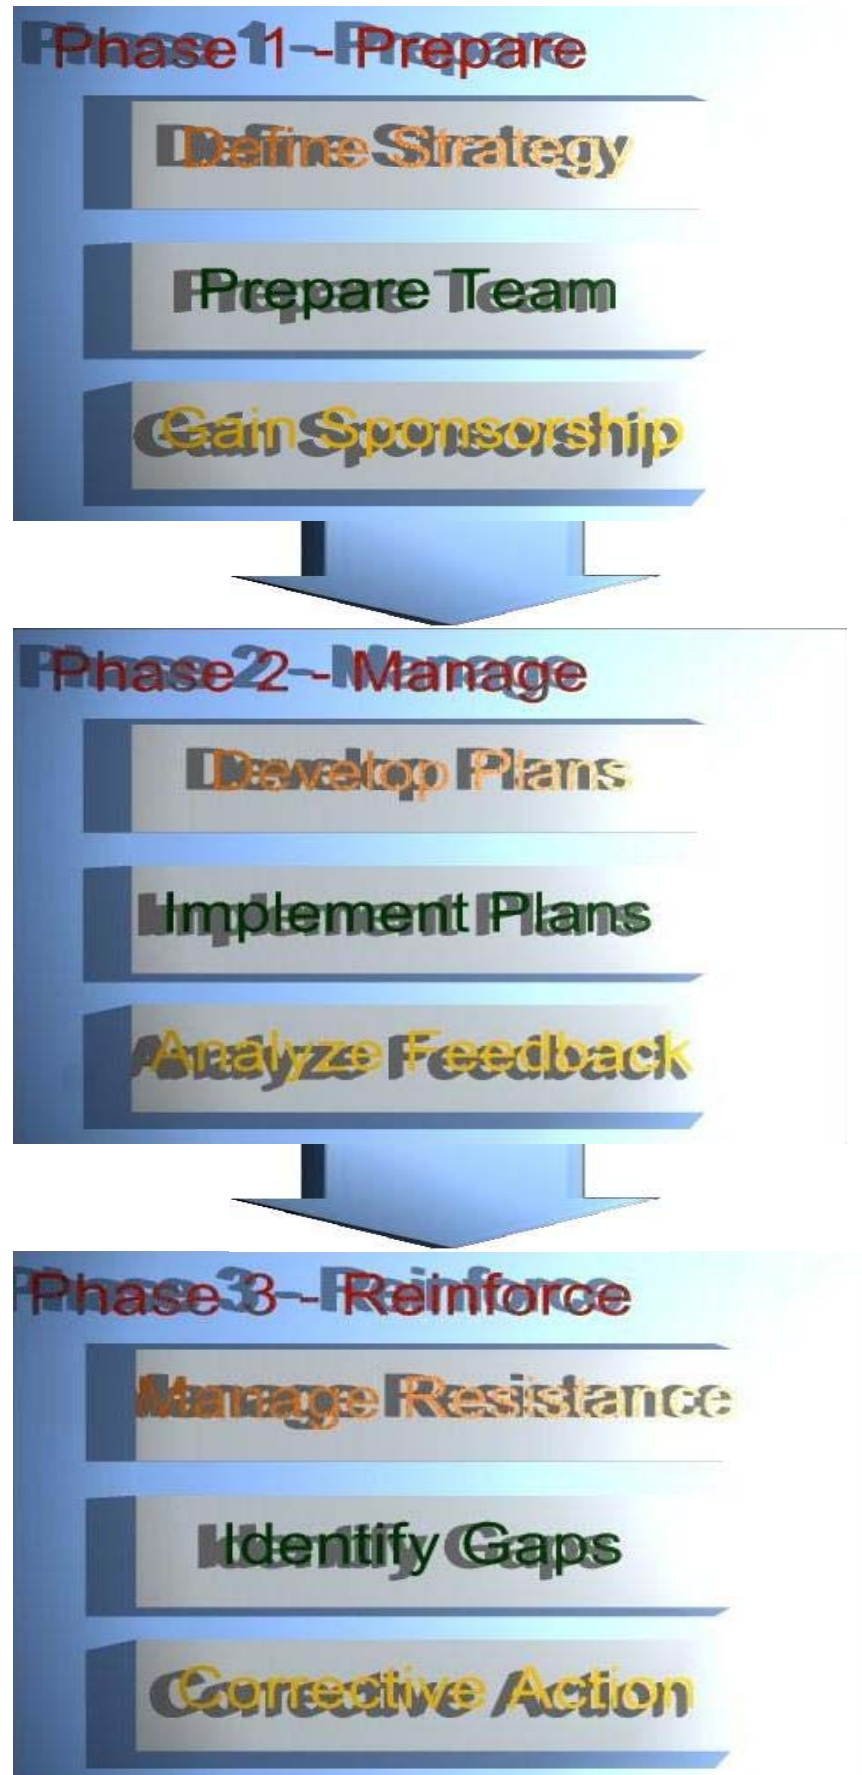 Phase 1 - Prepare
Define Strategy
Prepare Team
Gain Sponsorship
Phase 2 - Manage
Develop Plans
Implement Plans
Analyze Feedback
Phase 3 - Reinforce
Manage Resistance
Identify Gaps
Corrective Action